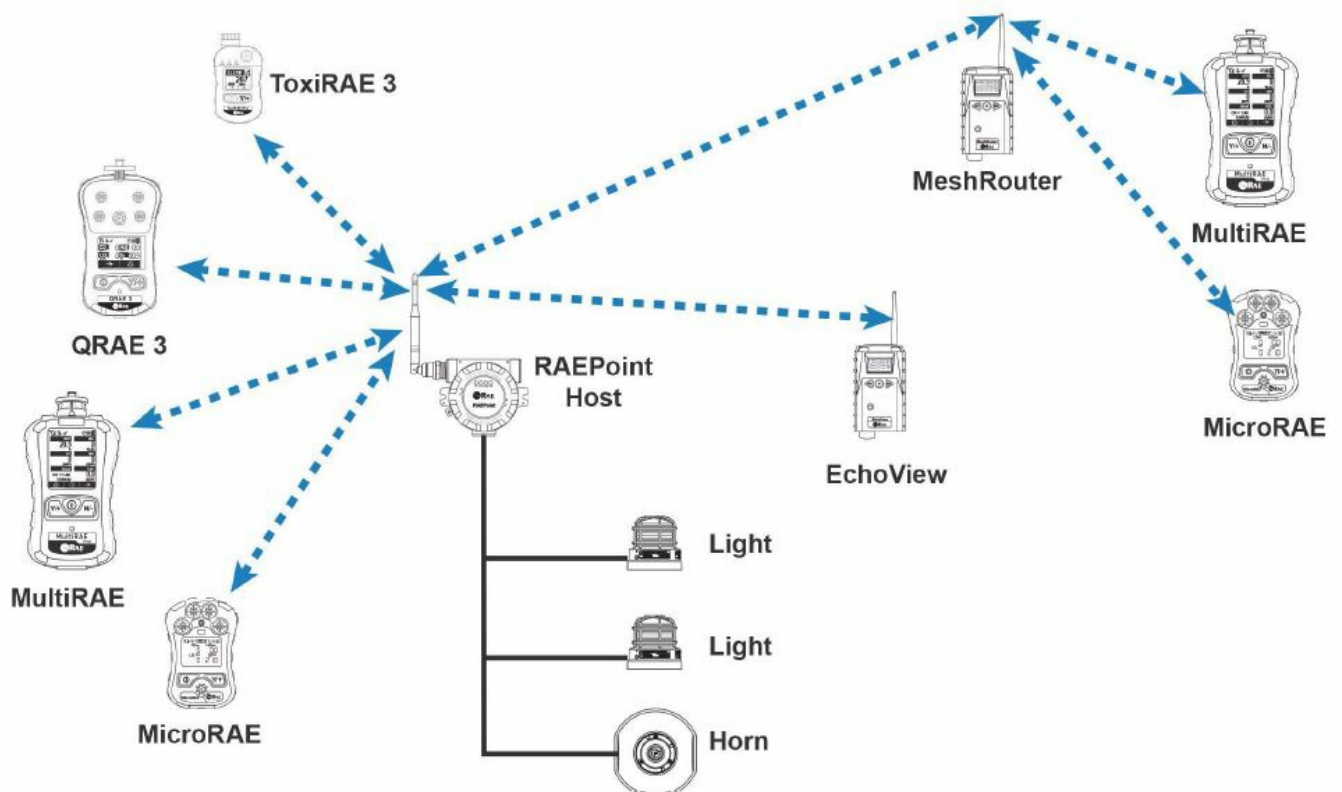 ToxiRAE 3
MeshRouter
MultiRAE
QRAE 3
RAEPoint
Host
EchoView
MicroRAE
MultiRAE
MicroRAE
Light
Light
Horn